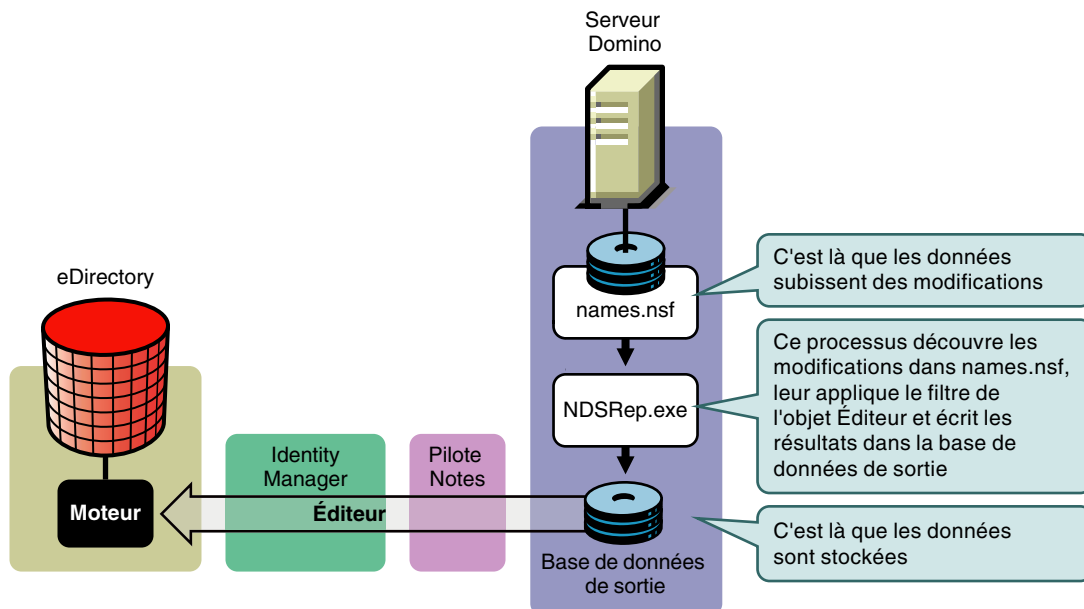 Serveur
Domino
C'est là que les données
subissent des modifications
names.nsf
eDirectory
Ce processus découvre les
modifications dans names.nsf,
leur applique le filtre de
l'objet Éditeur et écrit les
résultats dans la base de
données de sortie
NDSRep.exe
Identity
Manager
Pilote
Notes
Moteur
Éditeur
C'est là que les données
sont stockées
Base de données
de sortie